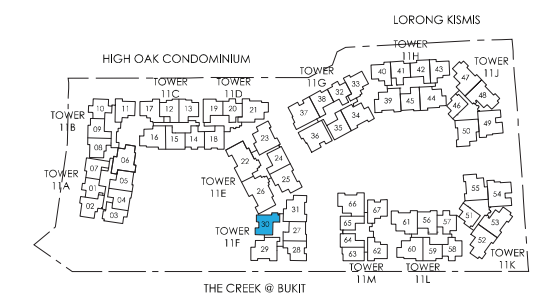 LORONG KISMIS
HIGH OAK CONDOMINIUM
TOWER
11H
TOWER
11J
TOWER
11G
TOWER
11C
TOWER
11D
40 41 42 43
47
48
46
49
50
39 45 44
33
32
38
37
34
35
36
10 11 17 12 13 19 20 21
TOWER
11B
09
08
16 15 14 18
23
24
25
22
26
TOWER
11E
TOWER
11A
07
06
05
01
04
02
03
31
30
27
29
28
TOWER
11F
66
67
65
64
63
62
61 56 57
60 59 58
55
54
51
53
52
TOWER
11K
TOWER
11M
TOWER
11L
THE CREEK @ BUKIT